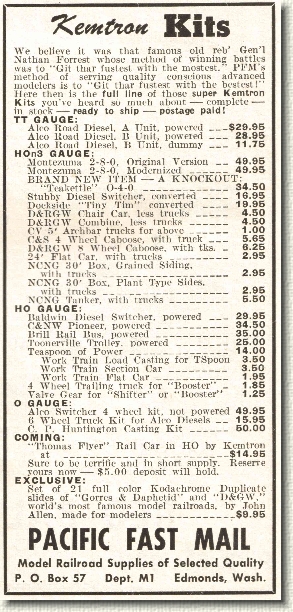 Kemtron Kits
We believe it was that famous old reb' Gen'l
Nathan Forrest whose method of winning battles
was to "Git thar fustest with the mostest." PFM's
method of serving quality conscious advanced
modelers is to "Git thar fustest with the bestest!"
Here then is the full line of those super Kemtron
Kits you've heard so much about — complete —
in stock — ready to ship — postage paid!
TT GAUGE:
Alco Road Diesel, A Unit, powered $29.95
Alco Road Diesel, B Unit, powered 28.95
Alco Road Diesel, B Unit, dummy 11.75
HOn3 GAUGE:
Montezuma 2-8-0, Original Version 49.95
Montezuma 2-8-0, Modernized 49.95
BRAND NEW ITEM — A KNOCKOUT:
"Teakettle" 0-4-0 34.50
Stubby Diesel Switcher, converted 16.95
Dockside "Tiny Tim" converted 19.95
D&RGW Chair Car, less trucks 4.50
D&RGW Combine, less trucks 4.50
CV 5' Archbar trucks for above 1.00
C&S 4 Wheel Caboose, with truck 5.65
D&RGW 8 Wheel Caboose, with tks. 6.25
24' Flat Car, with trucks 2.95
NCNG 30' Box, Grained Siding,
with trucks 2.95
NCNG 30' Box, Plant Type Sides,
with trucks 2.95
NCNG Tanker, with trucks 5.50
HO GAUGE:
Baldwin Diesel Switcher, powered 29.95
C&NW Pioneer, powered 34.50
Brill Rail Bus, powered 35.00
Toonerville Trolley, powered 25.00
Teaspoon of Power 14.00
Work Train Load Casting for TSpoon 3.50
Work Train Section Car 3.50
Work Train Flat Car 1.95
4 Wheel Trailing truck for "Booster" 1.85
Valve Gear for "Shifter" or "Booster" 1.25
O GAUGE:
Alco Switcher 4 wheel kit, not powered 49.95
6 Wheel Truck Kit for Alco Diesels 15.95
C. P. Huntington Casting Kit 50.00
COMING:
"Thomas Flyer" Rail Car in HO by Kemtron
at $14.95
Sure to be terrific and in short supply. Reserve
yours now — $5.00 deposit will hold.
EXCLUSIVE:
Set of 21 full color Kodachrome Duplicate
slides of "Gorres & Daphetid" and "D&GW,"
world's most famous model railroads, by John
Allen, made for modelers $9.95
PACIFIC FAST MAIL
Model Railroad Supplies of Selected Quality
P. O. Box 57 Dept. M1 Edmonds, Wash.